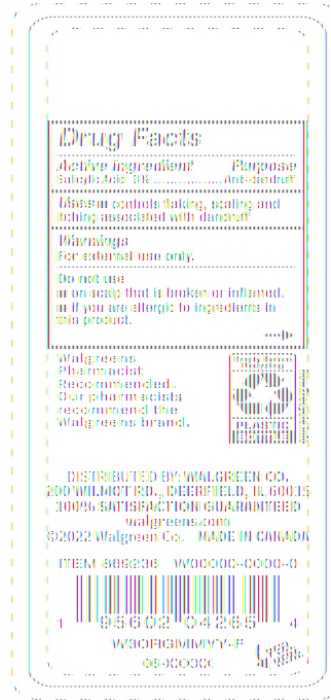 Drug Facts
Active ingredient Purpose
Salicylic Acid 3% ..................... Anti-dandruff
Uses ■ controls flaking, scaling and
itching associated with dandruff
Warnings
For external use only.
Do not use
■ on scalp that is broken or inflamed.
■ if you are allergic to ingredients in
this product.
Walgreens
Pharmacist
Recommended.
Our pharmacists
recommend the
Walgreens brand.
PLASTIC
DISTRIBUTED BY: WALGREEN CO.
200 WILMOT RD., DEERFIELD, IL 60015
100% SATISFACTION GUARANTEED
walgreens.com
©2022 Walgreen Co. MADE IN CANADA
ITEM 869236 W00000-0000-0
1 95602 04265 4
W3ORGMMYY-F